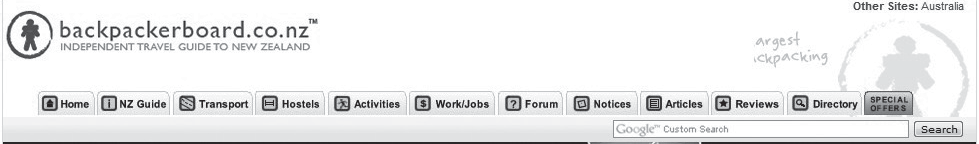 Other Sites: Australia
backpackerboard.co.nz™
INDEPENDENT TRAVEL GUIDE TO NEW ZEALAND
argest
ckpacking
Home NZ Guide Transport Hostels Activities Work/Jobs Forum Notices Articles Reviews Directory SPECIAL
OFFERS
Google™ Custom Search Search